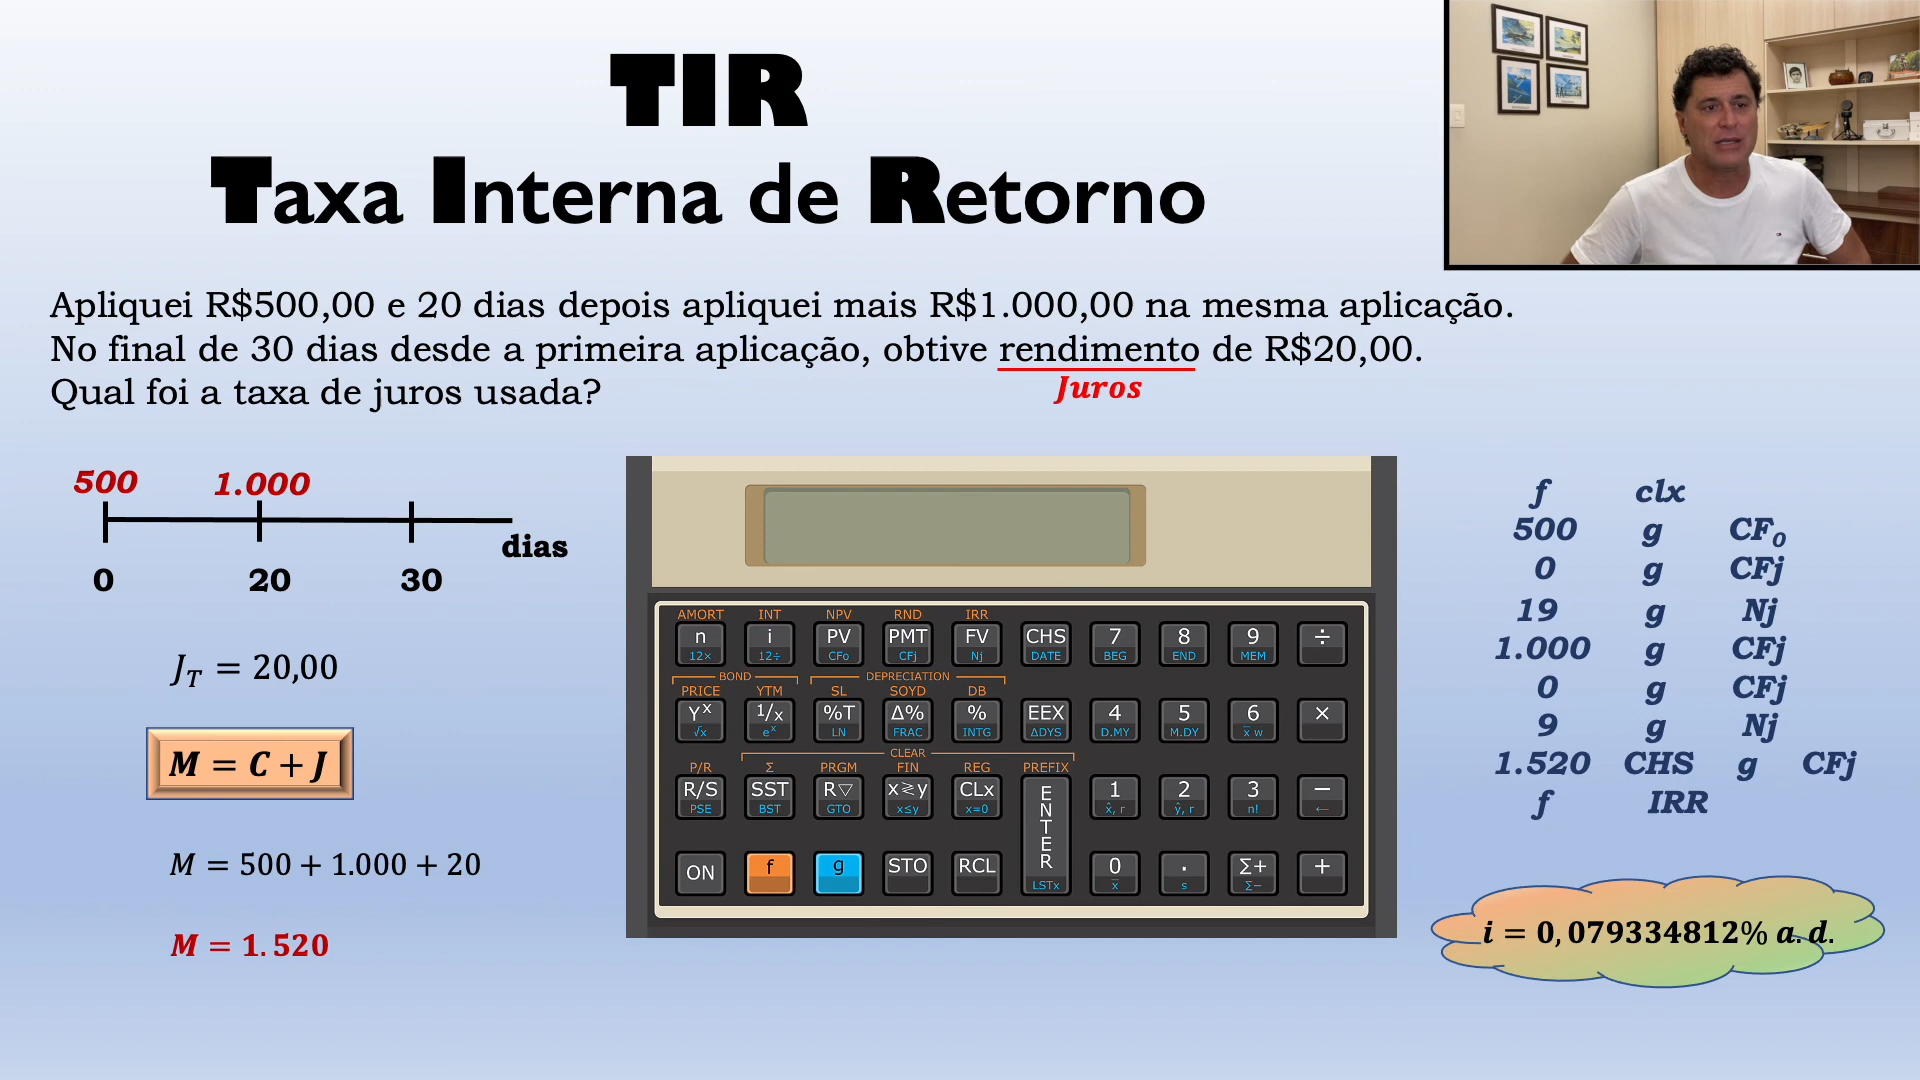 TIR
Taxa Interna de Retorno
Apliquei R$500,00 e 20 dias depois apliquei mais R$1.000,00 na mesma aplicação.
No final de 30 dias desde a primeira aplicação, obtive rendimento de R$20,00.
Juros
Qual foi a taxa de juros usada?
500 1.000
dias
0 20 30
J_T = 20,00
M = C + J
M = 500 + 1.000 + 20
M = 1.520
AMORT INT NPV RND IRR
n i PV PMT FV CHS 7 8 9 ÷
12× 12÷ CFo CFj Nj DATE BEG END MEM
BOND DEPRECIATION
PRICE YTM SL SOYD DB
Y^x 1/x %T Δ% % EEX 4 5 6 ×
√x e^x LN FRAC INTG ΔDYS D.MY M.DY x̄ w
CLEAR
P/R Σ PRGM FIN REG PREFIX
R/S SST R▽ x≷y CLx ENTER 1 2 3 −
PSE BST GTO x≤y x=0 x̂, r ŷ, r n! ←
ON f g STO RCL 0 . Σ+ +
LSTx x̄ s Σ−
f clx
500 g CF₀
0 g CFj
19 g Nj
1.000 g CFj
0 g CFj
9 g Nj
1.520 CHS g CFj
f IRR
i = 0,079334812% a.d.